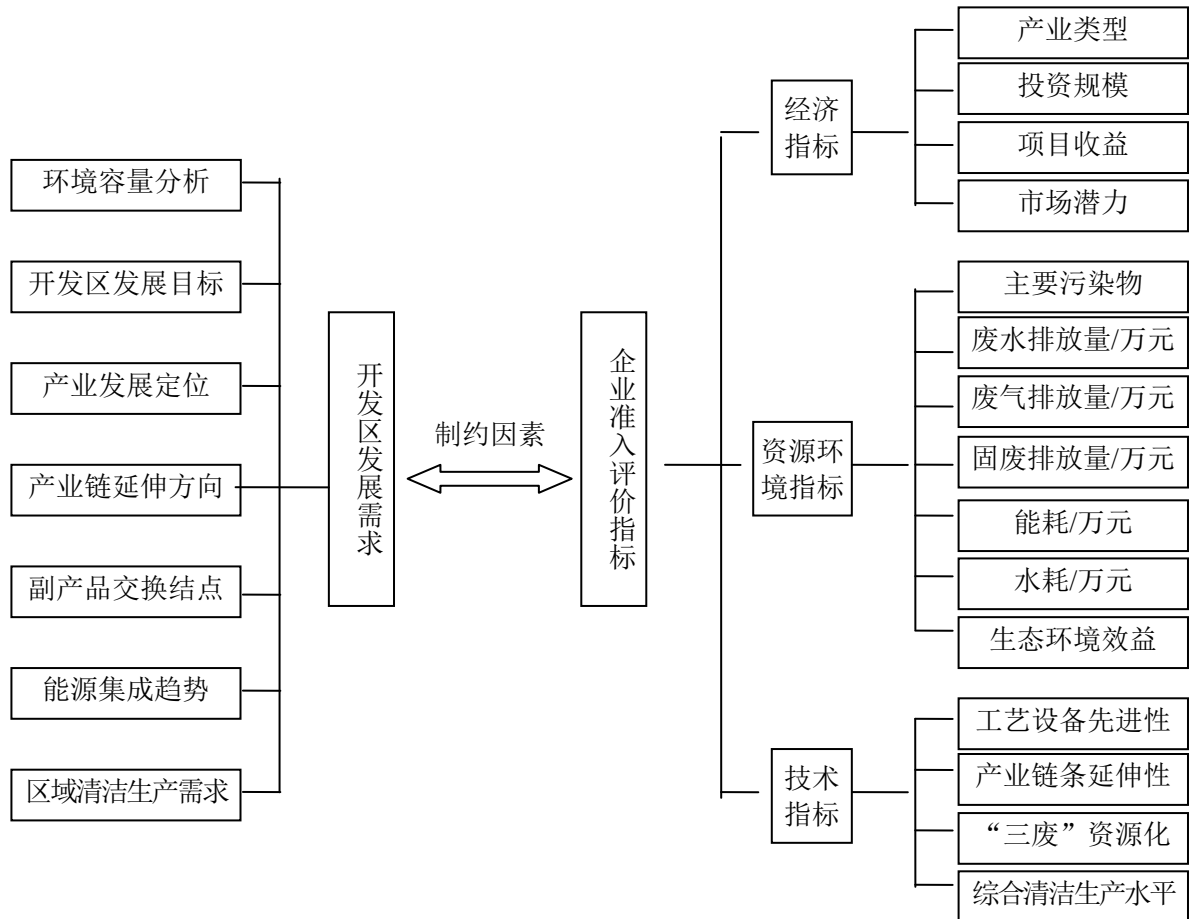 环境容量分析
开发区发展目标
产业发展定位
产业链延伸方向
副产品交换结点
能源集成趋势
区域清洁生产需求
开发区发展需求
制约因素
企业准入评价指标
经济
指标
产业类型
投资规模
项目收益
市场潜力
资源环
境指标
主要污染物
废水排放量/万元
废气排放量/万元
固废排放量/万元
能耗/万元
水耗/万元
生态环境效益
技术
指标
工艺设备先进性
产业链条延伸性
“三废”资源化
综合清洁生产水平